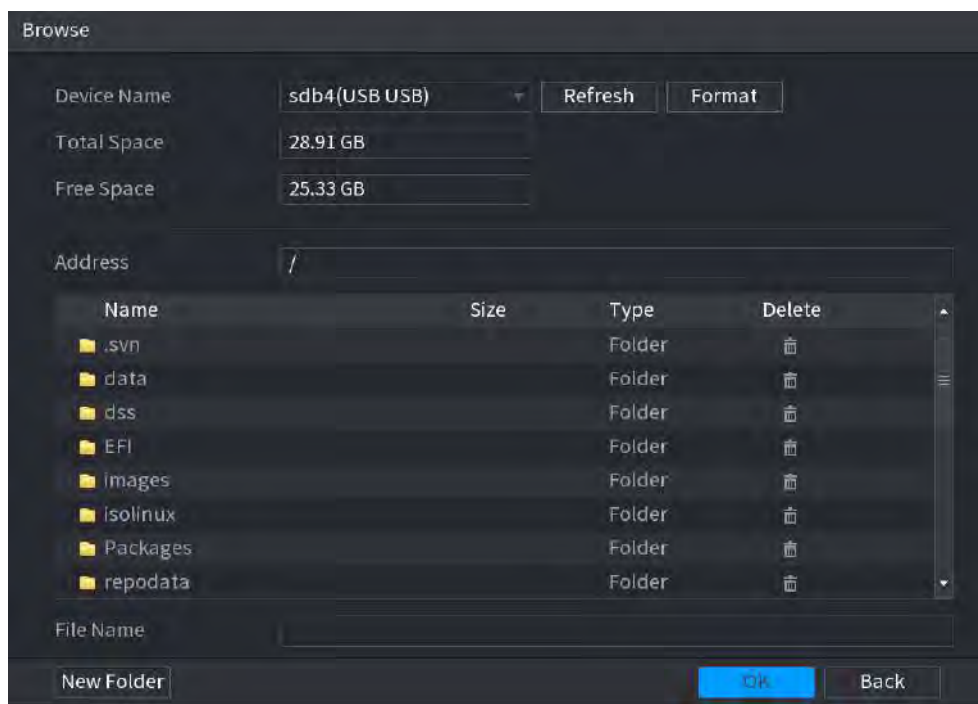 Browse
Device Name sdb4(USB USB) Refresh Format
Total Space 28.91 GB
Free Space 25.33 GB
Address /
Name Size Type Delete
.svn Folder
data Folder
dss Folder
EFI Folder
images Folder
isolinux Folder
Packages Folder
repodata Folder
File Name
New Folder OK Back